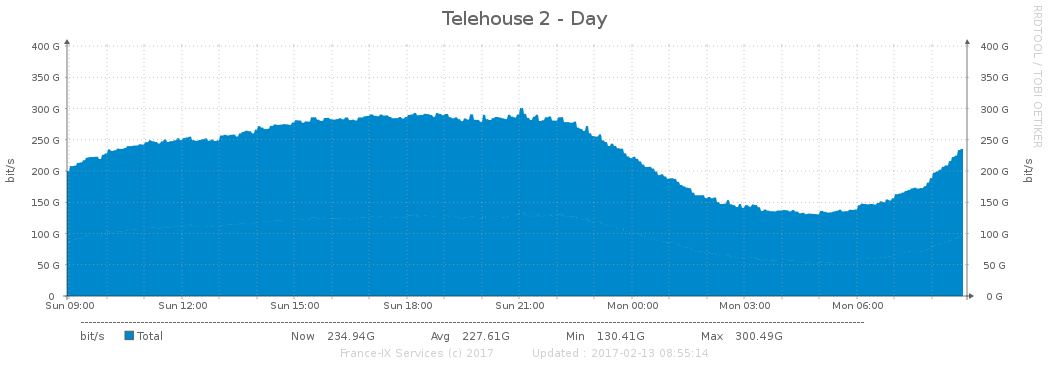 Telehouse 2 - Day
RRDTOOL / TOBI OETIKER
bit/s
400 G 400 G
350 G 350 G
300 G 300 G
250 G 250 G
200 G 200 G
150 G 150 G
100 G 100 G
50 G 50 G
0 0 G
bit/s
Sun 09:00 Sun 12:00 Sun 15:00 Sun 18:00 Sun 21:00 Mon 00:00 Mon 03:00 Mon 06:00
bit/s Total Now 234.94G Avg 227.61G Min 130.41G Max 300.49G
France-IX Services (c) 2017 Updated : 2017-02-13 08:55:14